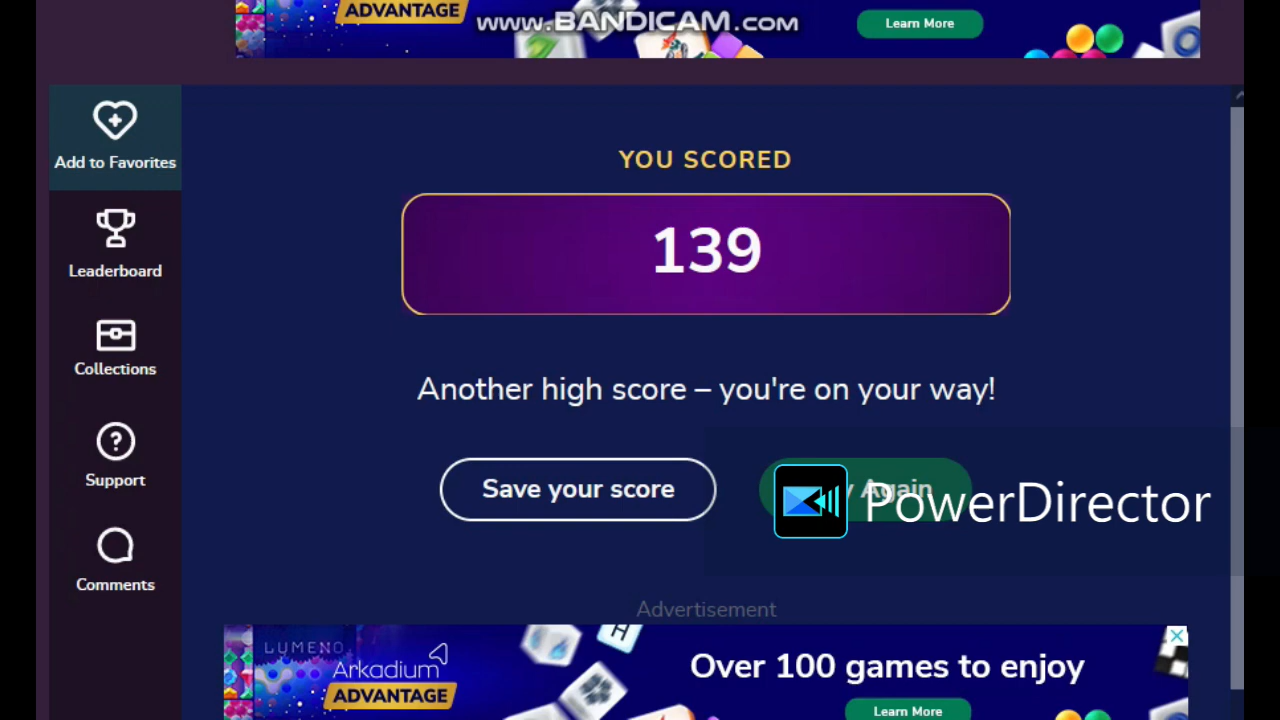 ADVANTAGE
www.BANDICAM.COM
Learn More
Add to Favorites
Leaderboard
Collections
Support
Comments
YOU SCORED
139
Another high score – you're on your way!
Save your score
Again
PowerDirector
Advertisement
LUMENO
Arkadium
ADVANTAGE
H
Over 100 games to enjoy
Learn More